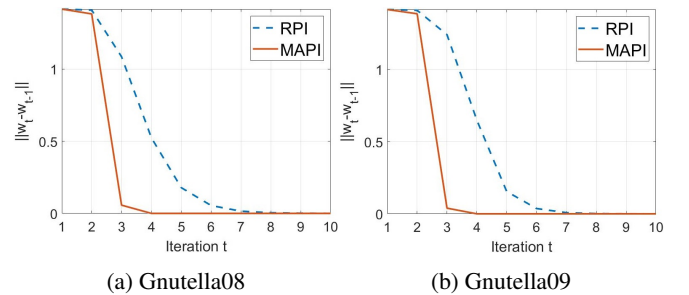 RPI
MAPI
||w_t-w_{t-1}||
1
0.5
0
1 2 3 4 5 6 7 8 9 10
Iteration t
(a) Gnutella08
RPI
MAPI
||w_t-w_{t-1}||
1
0.5
0
1 2 3 4 5 6 7 8 9 10
Iteration t
(b) Gnutella09